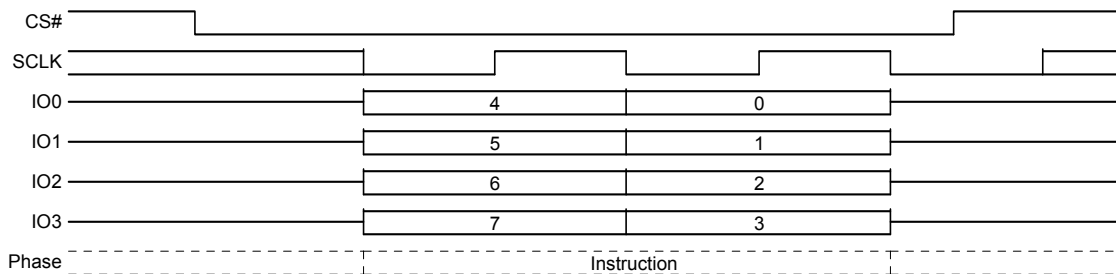 CS#
SCLK
IO0 4 0
IO1 5 1
IO2 6 2
IO3 7 3
Phase Instruction